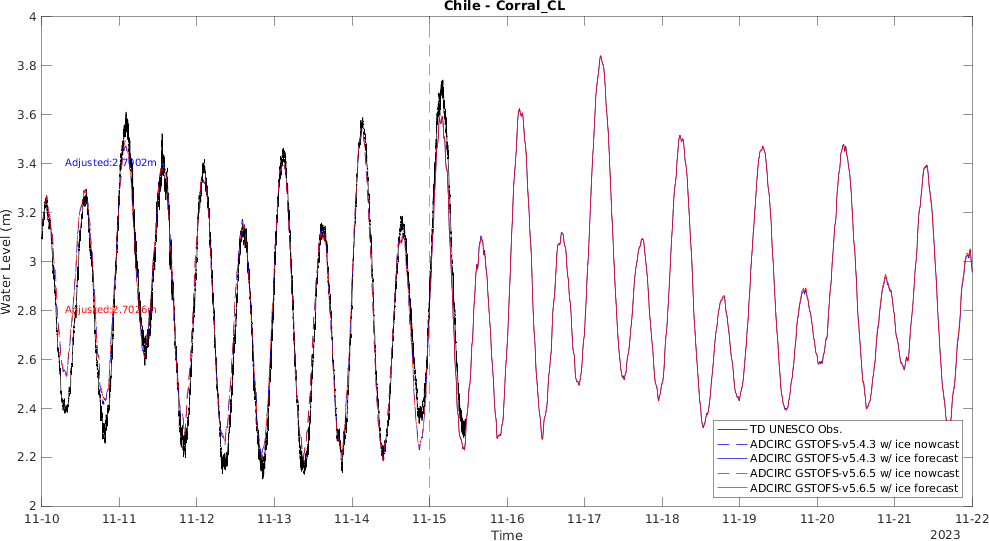 Chile - Corral_CL
4
3.8
3.6
3.4
3.2
3
2.8
2.6
2.4
2.2
2
Water Level (m)
Adjusted:2.7002m
Adjusted:2.7026m
TD UNESCO Obs.
ADCIRC GSTOFS-v5.4.3 w/ ice nowcast
ADCIRC GSTOFS-v5.4.3 w/ ice forecast
ADCIRC GSTOFS-v5.6.5 w/ ice nowcast
ADCIRC GSTOFS-v5.6.5 w/ ice forecast
11-10 11-11 11-12 11-13 11-14 11-15 11-16 11-17 11-18 11-19 11-20 11-21 11-22
Time
2023